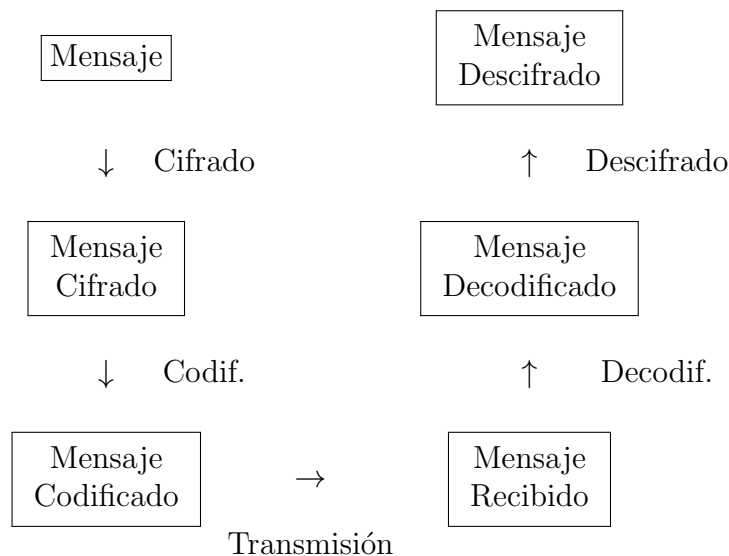 Mensaje
Mensaje
Descifrado
↓ Cifrado
↑ Descifrado
Mensaje
Cifrado
Mensaje
Decodificado
↓ Codif.
↑ Decodif.
Mensaje
Codificado
→
Transmisión
Mensaje
Recibido